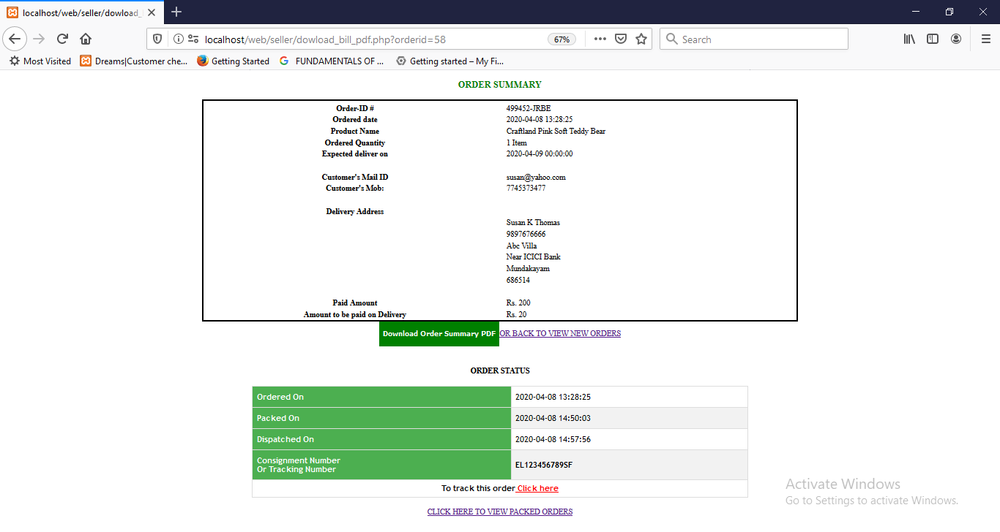 localhost/web/seller/dowload_
localhost/web/seller/dowload_bill_pdf.php?orderid=58
67%
Search
Most Visited
Dreams|Customer che...
Getting Started
FUNDAMENTALS OF ...
Getting started – My Fi...
ORDER SUMMARY
Order-ID # 499452-JRBE
Ordered date 2020-04-08 13:28:25
Product Name Craftland Pink Soft Teddy Bear
Ordered Quantity 1 Item
Expected deliver on 2020-04-09 00:00:00
Customer's Mail ID susan@yahoo.com
Customer's Mob: 7745373477
Delivery Address
Susan K Thomas
9897676666
Abc Villa
Near ICICI Bank
Mundakayam
686514
Paid Amount Rs. 200
Amount to be paid on Delivery Rs. 20
Download Order Summary PDF OR BACK TO VIEW NEW ORDERS
ORDER STATUS
Ordered On 2020-04-08 13:28:25
Packed On 2020-04-08 14:50:03
Dispatched On 2020-04-08 14:57:56
Consignment Number
Or Tracking Number EL123456789SF
To track this order Click here
CLICK HERE TO VIEW PACKED ORDERS
Activate Windows
Go to Settings to activate Windows.